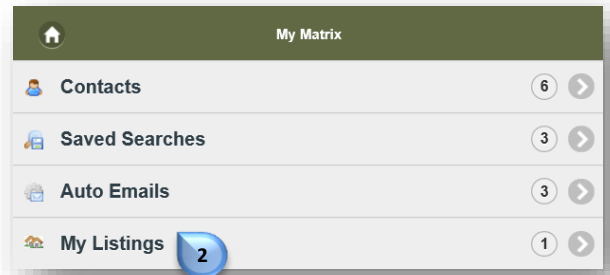 My Matrix
Contacts 6
Saved Searches 3
Auto Emails 3
My Listings 2 1